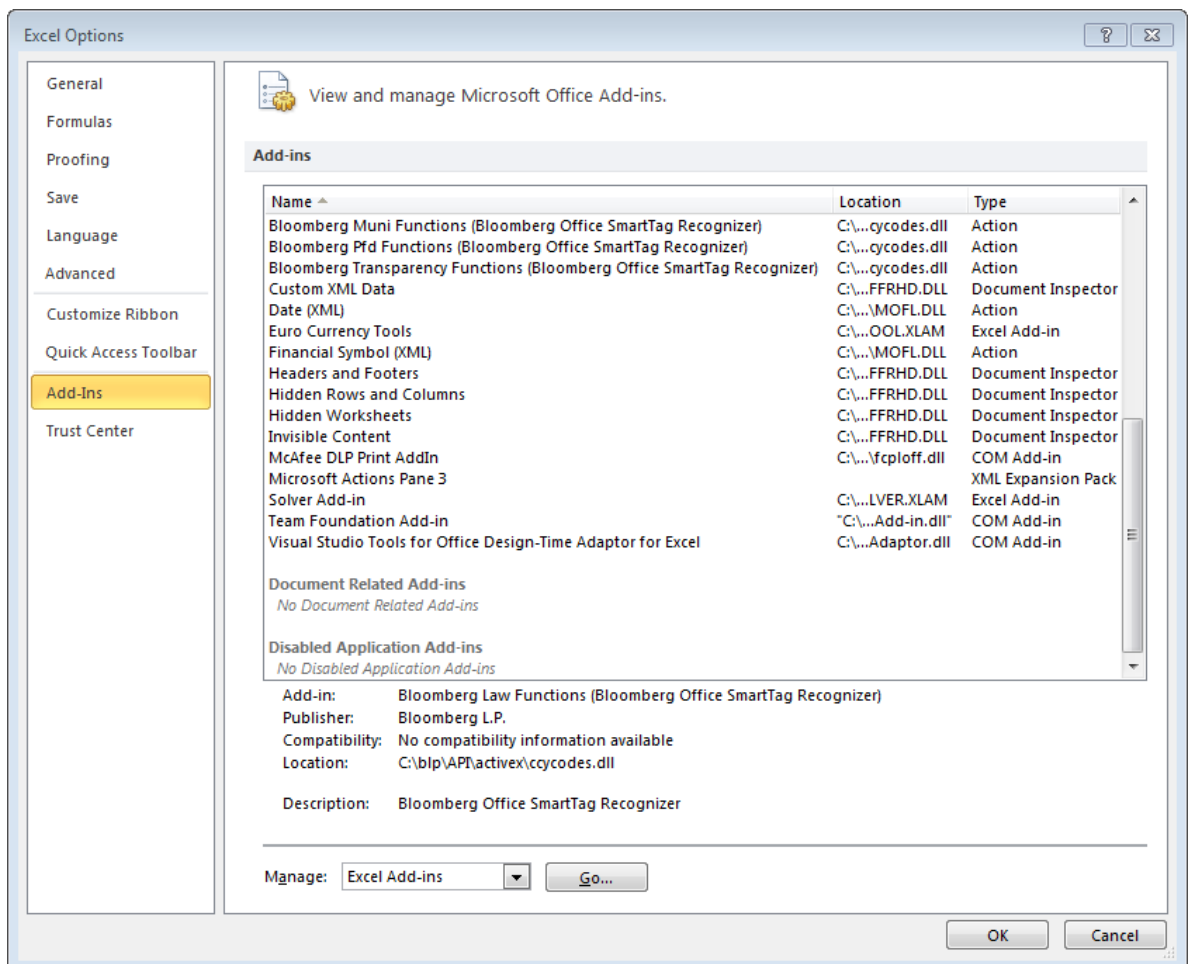 Excel Options
General
Formulas
Proofing
Save
Language
Advanced
Customize Ribbon
Quick Access Toolbar
Add-Ins
Trust Center
View and manage Microsoft Office Add-ins.
Add-ins
Name Location Type
Bloomberg Muni Functions (Bloomberg Office SmartTag Recognizer) C:\...cycodes.dll Action
Bloomberg Pfd Functions (Bloomberg Office SmartTag Recognizer) C:\...cycodes.dll Action
Bloomberg Transparency Functions (Bloomberg Office SmartTag Recognizer) C:\...cycodes.dll Action
Custom XML Data C:\...FFRHD.DLL Document Inspector
Date (XML) C:\...\MOFL.DLL Action
Euro Currency Tools C:\...OOL.XLAM Excel Add-in
Financial Symbol (XML) C:\...\MOFL.DLL Action
Headers and Footers C:\...FFRHD.DLL Document Inspector
Hidden Rows and Columns C:\...FFRHD.DLL Document Inspector
Hidden Worksheets C:\...FFRHD.DLL Document Inspector
Invisible Content C:\...FFRHD.DLL Document Inspector
McAfee DLP Print AddIn C:\...\fcploff.dll COM Add-in
Microsoft Actions Pane 3 XML Expansion Pack
Solver Add-in C:\...LVER.XLAM Excel Add-in
Team Foundation Add-in "C:\...Add-in.dll" COM Add-in
Visual Studio Tools for Office Design-Time Adaptor for Excel C:\...Adaptor.dll COM Add-in
Document Related Add-ins
No Document Related Add-ins
Disabled Application Add-ins
No Disabled Application Add-ins
Add-in: Bloomberg Law Functions (Bloomberg Office SmartTag Recognizer)
Publisher: Bloomberg L.P.
Compatibility: No compatibility information available
Location: C:\blp\API\activex\ccycodes.dll
Description: Bloomberg Office SmartTag Recognizer
Manage: Excel Add-ins Go...
OK Cancel